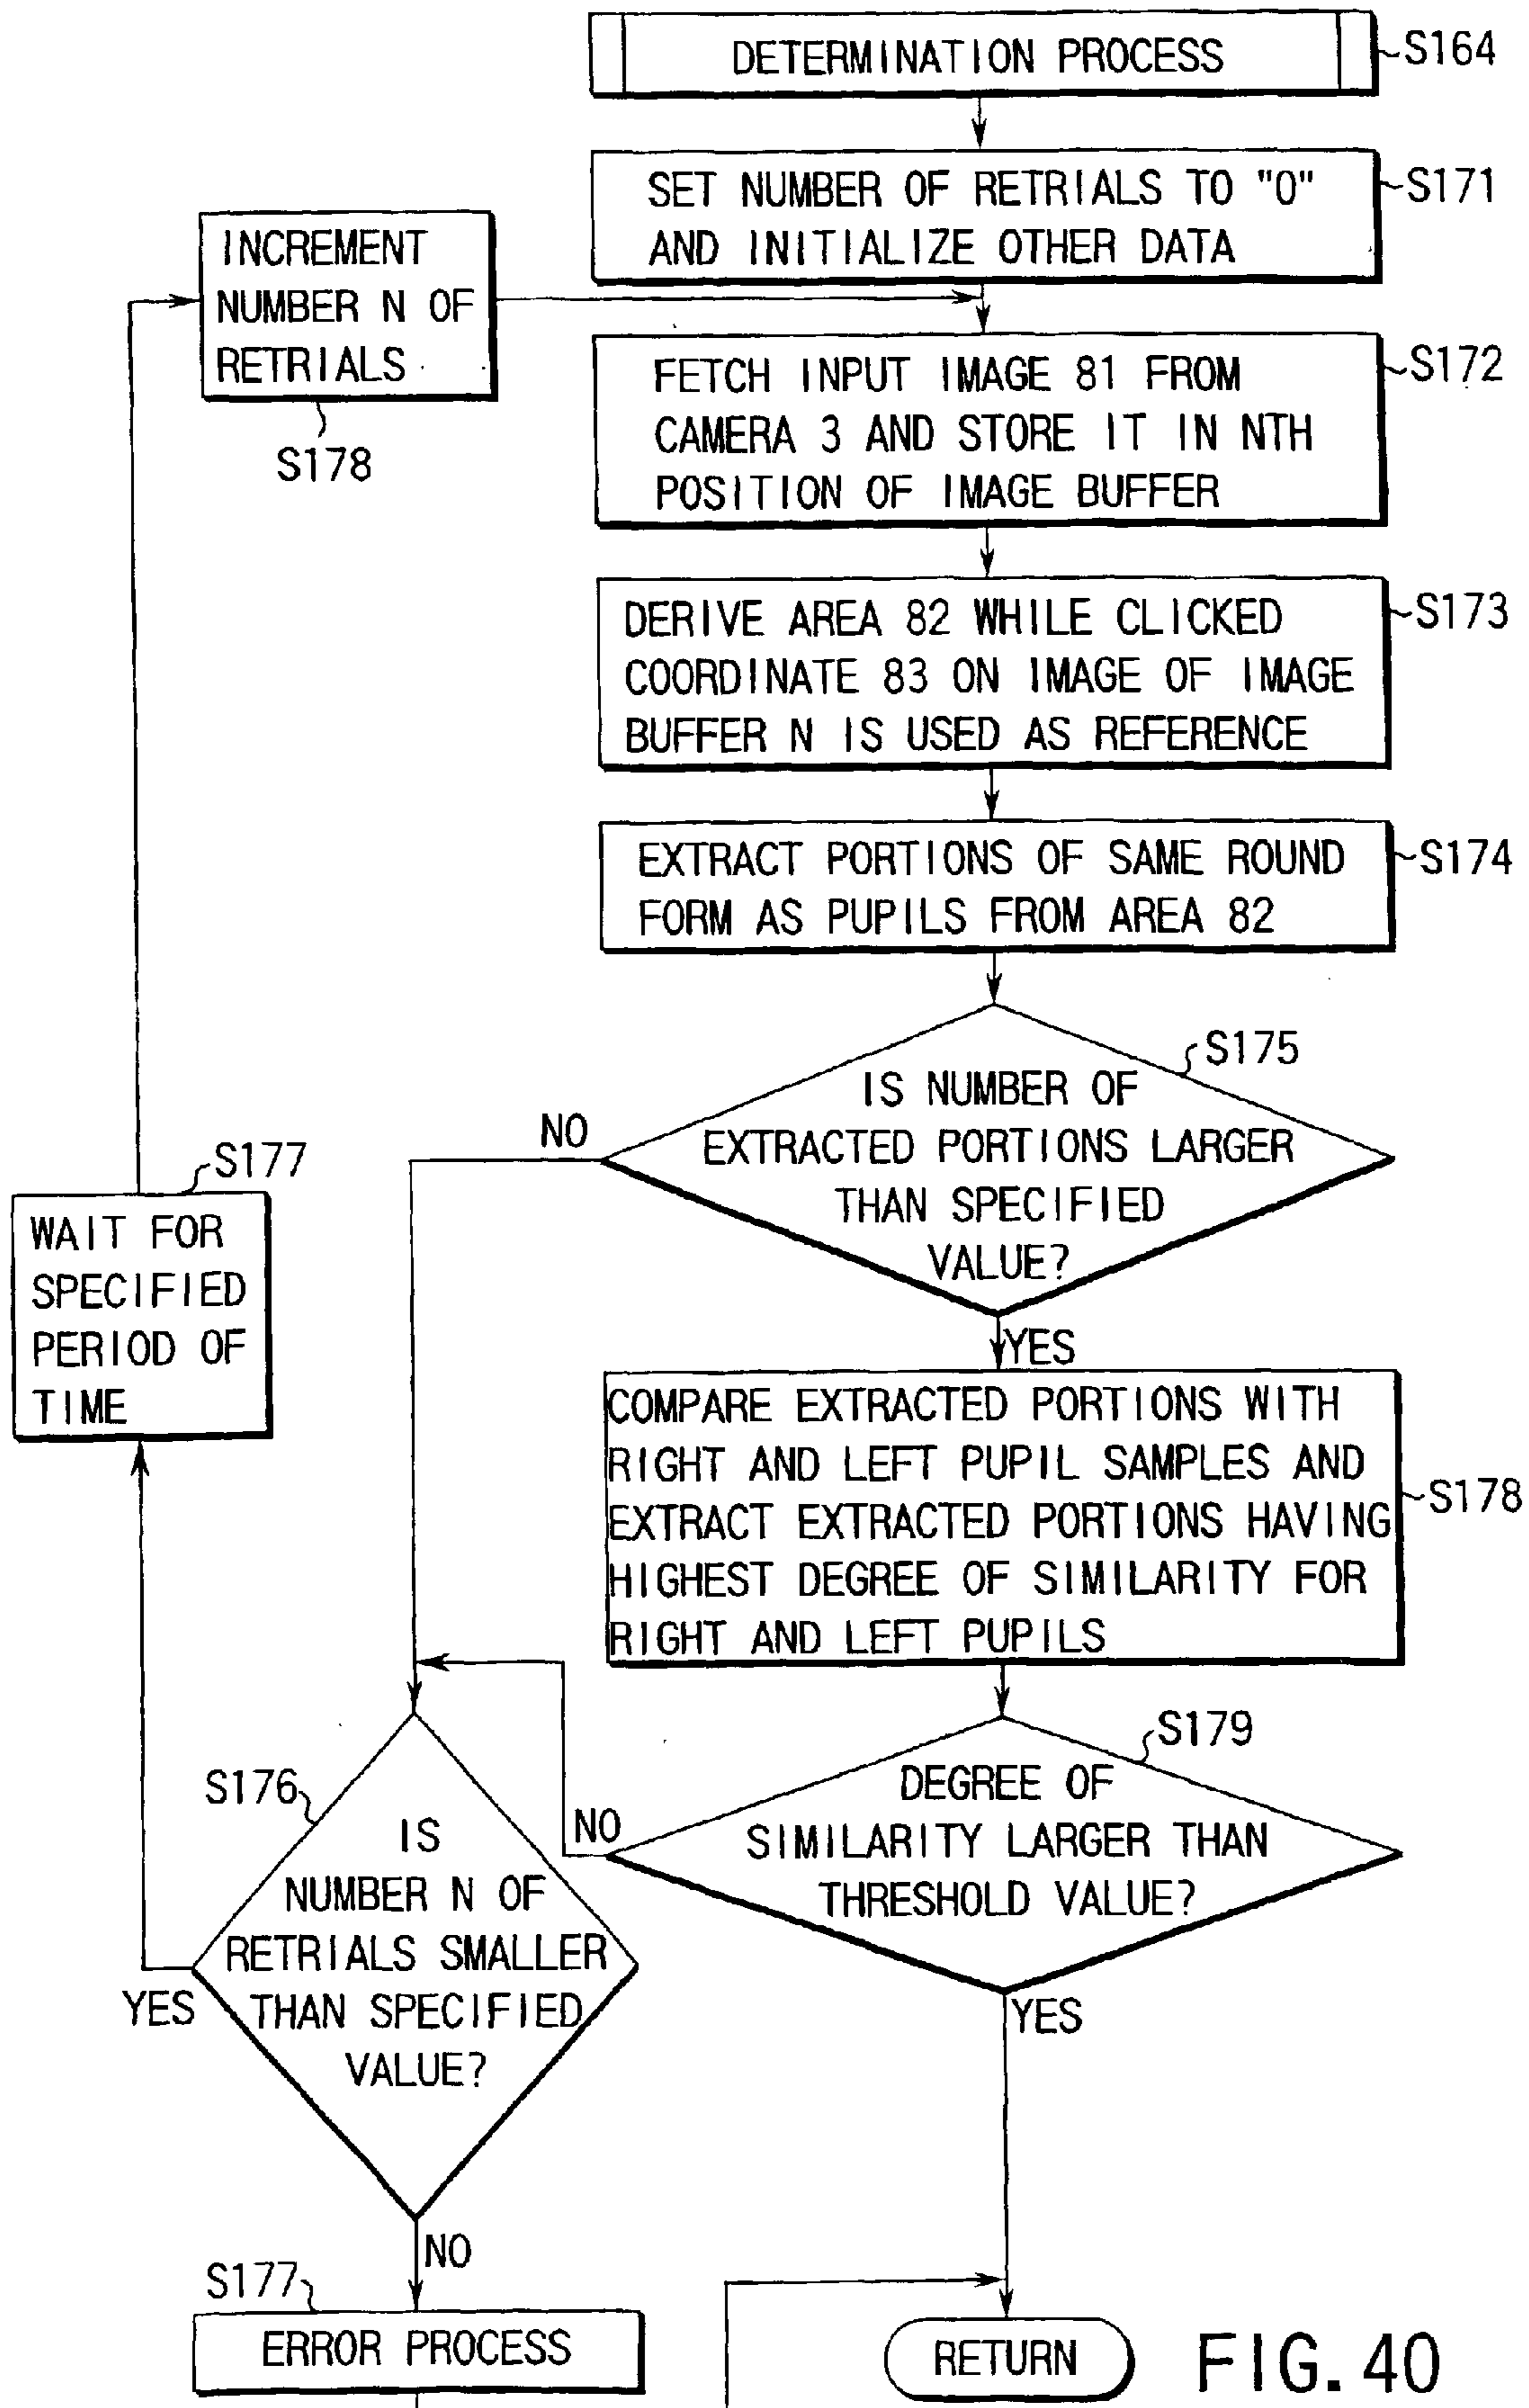 DETERMINATION PROCESS
S164
SET NUMBER OF RETRIALS TO "0"
AND INITIALIZE OTHER DATA
S171
INCREMENT
NUMBER N OF
RETRIALS
S178
FETCH INPUT IMAGE 81 FROM
CAMERA 3 AND STORE IT IN NTH
POSITION OF IMAGE BUFFER
S172
DERIVE AREA 82 WHILE CLICKED
COORDINATE 83 ON IMAGE OF IMAGE
BUFFER N IS USED AS REFERENCE
S173
EXTRACT PORTIONS OF SAME ROUND
FORM AS PUPILS FROM AREA 82
S174
S175
IS NUMBER OF
EXTRACTED PORTIONS LARGER
THAN SPECIFIED
VALUE?
NO
YES
S177
WAIT FOR
SPECIFIED
PERIOD OF
TIME
COMPARE EXTRACTED PORTIONS WITH
RIGHT AND LEFT PUPIL SAMPLES AND
EXTRACT EXTRACTED PORTIONS HAVING
HIGHEST DEGREE OF SIMILARITY FOR
RIGHT AND LEFT PUPILS
S178
S179
DEGREE OF
SIMILARITY LARGER THAN
THRESHOLD VALUE?
NO
YES
S176
IS
NUMBER N OF
RETRIALS SMALLER
THAN SPECIFIED
VALUE?
YES
NO
S177
ERROR PROCESS
RETURN
FIG. 40